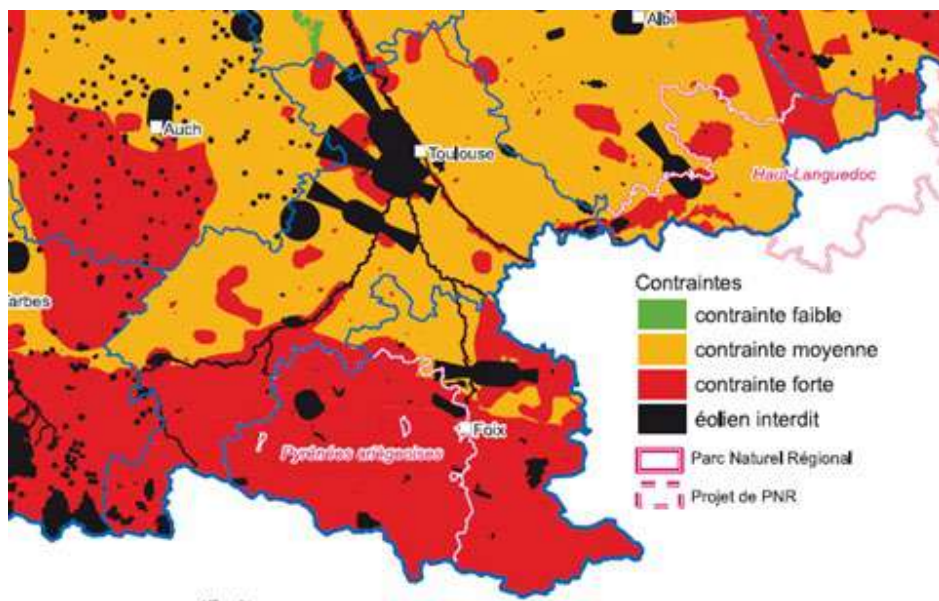 Albi
Auch
Toulouse
Haut-Languedoc
arbes
Foix
Pyrénées ariégeoises
Contraintes
contrainte faible
contrainte moyenne
contrainte forte
éolien interdit
Parc Naturel Régional
Projet de PNR